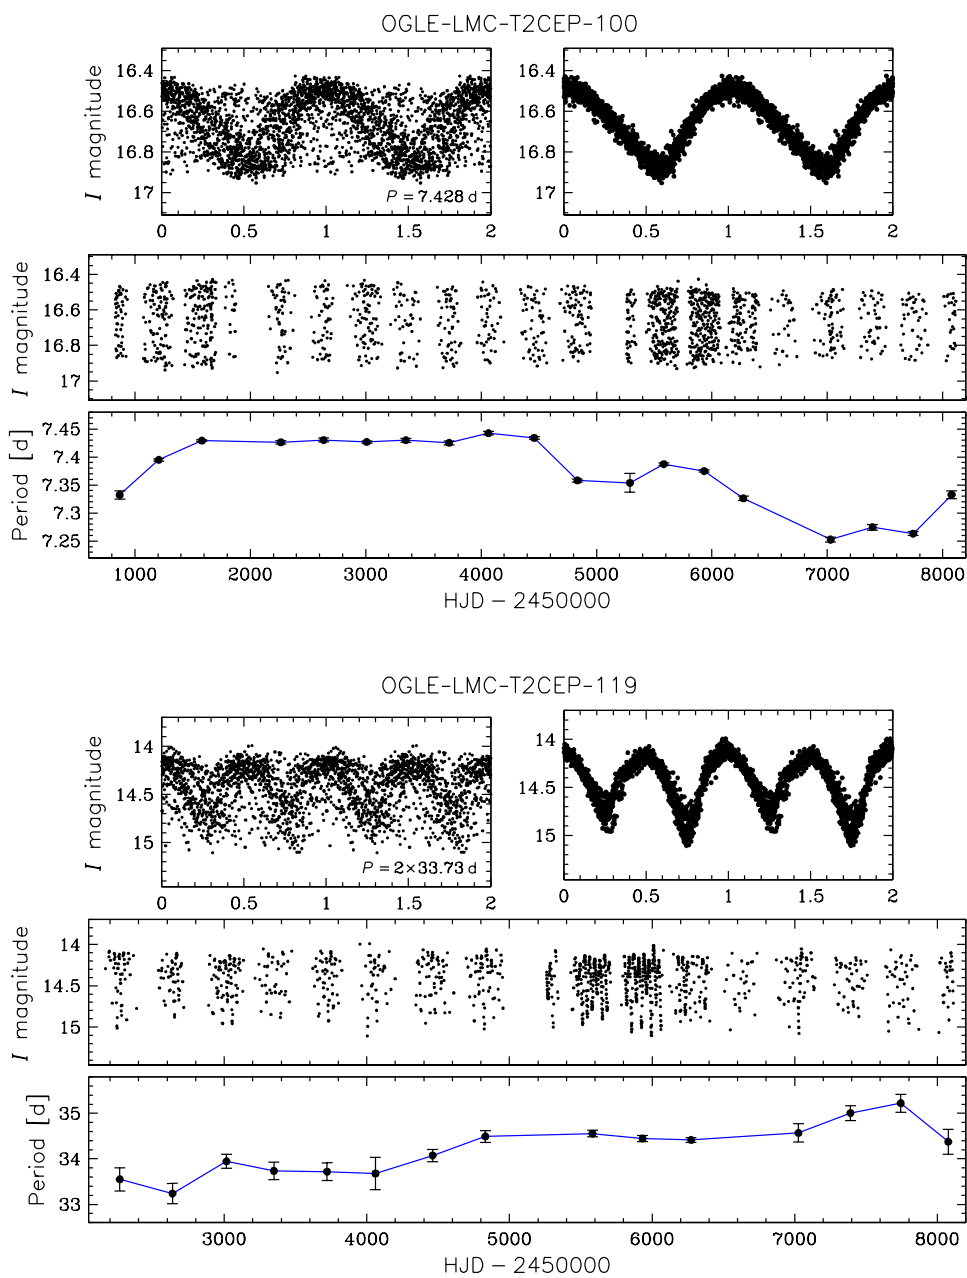 OGLE-LMC-T2CEP-100
16.4
16.6
16.8
17
I magnitude
P = 7.428 d
0 0.5 1 1.5 2
16.4
16.6
16.8
17
0 0.5 1 1.5 2
16.4
16.6
16.8
17
I magnitude
7.45
7.4
7.35
7.3
7.25
Period [d]
1000 2000 3000 4000 5000 6000 7000 8000
HJD − 2450000
OGLE-LMC-T2CEP-119
14
14.5
15
I magnitude
P = 2×33.73 d
0 0.5 1 1.5 2
14
14.5
15
0 0.5 1 1.5 2
14
14.5
15
I magnitude
35
34
33
Period [d]
3000 4000 5000 6000 7000 8000
HJD − 2450000